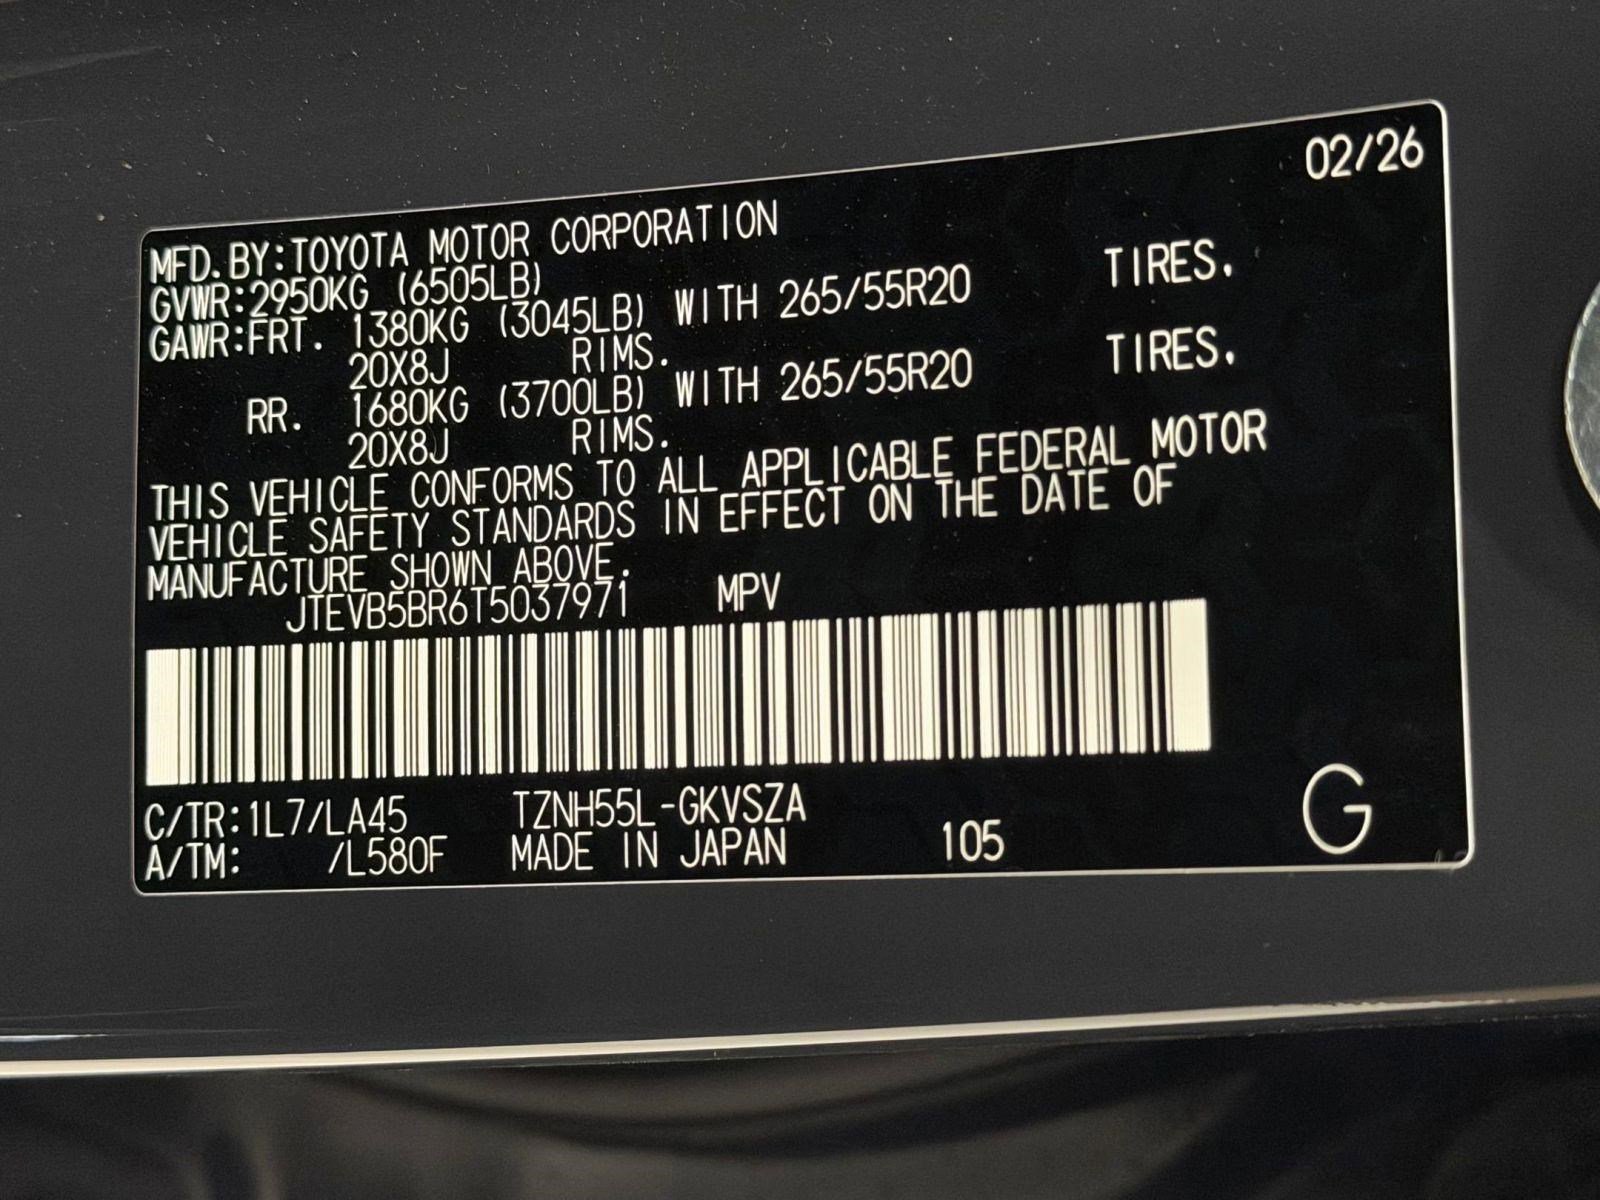 02/26
MFD. BY:TOYOTA MOTOR CORPORATION
GVWR:2950KG (6505LB)
GAWR:FRT. 1380KG (3045LB) WITH 265/55R20 TIRES.
20X8J RIMS.
RR. 1680KG (3700LB) WITH 265/55R20 TIRES.
20X8J RIMS.
THIS VEHICLE CONFORMS TO ALL APPLICABLE FEDERAL MOTOR
VEHICLE SAFETY STANDARDS IN EFFECT ON THE DATE OF
MANUFACTURE SHOWN ABOVE.
JTEVB5BR6T5037971 MPV
C/TR:1L7/LA45 TZNH55L-GKVSZA
A/TM: /L580F MADE IN JAPAN 105 G